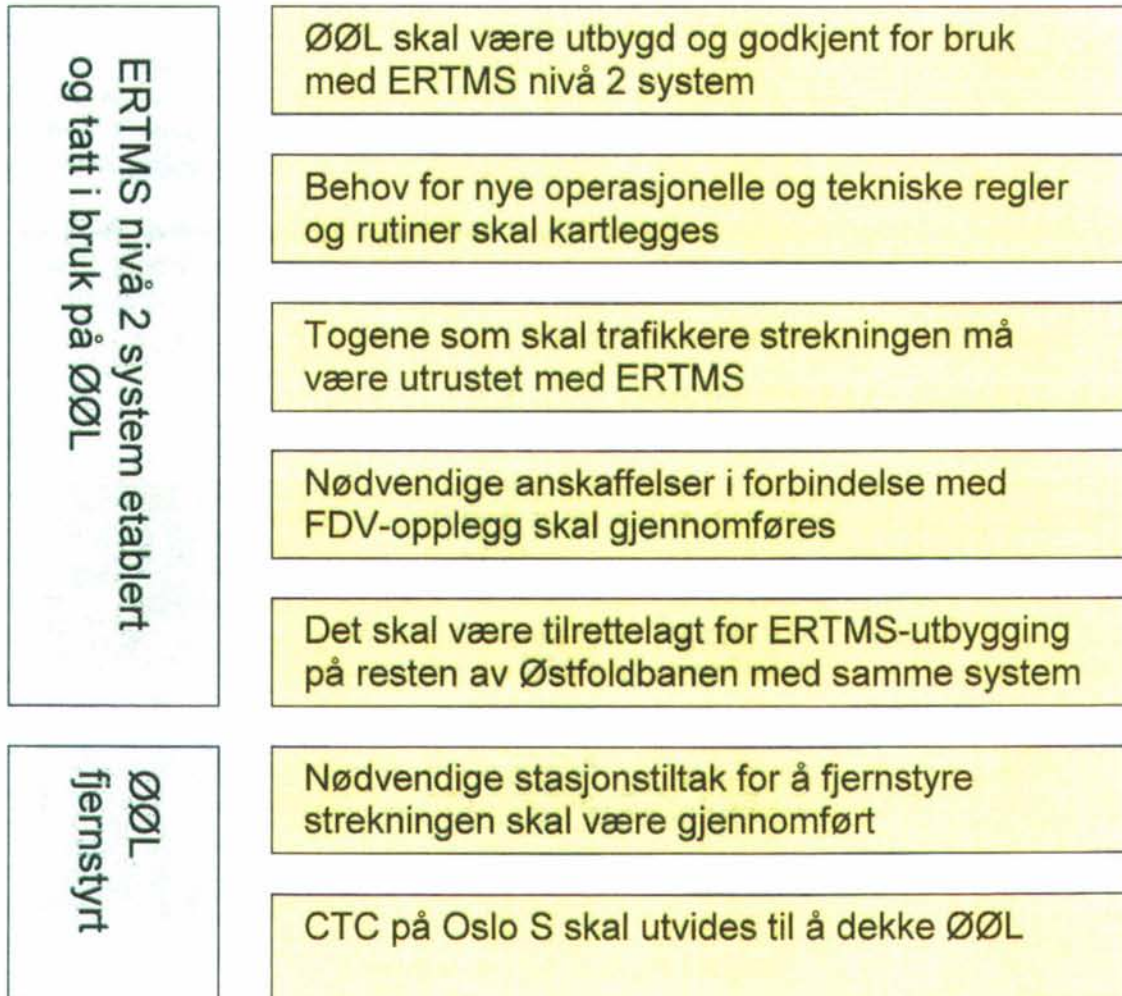 ERTMS nivå 2 system etablert
og tatt i bruk på ØØL
ØØL skal være utbygd og godkjent for bruk
med ERTMS nivå 2 system
Behov for nye operasjonelle og tekniske regler
og rutiner skal kartlegges
Togene som skal trafikkere strekningen må
være utrustet med ERTMS
Nødvendige anskaffelser i forbindelse med
FDV-opplegg skal gjennomføres
Det skal være tilrettelagt for ERTMS-utbygging
på resten av Østfoldbanen med samme system
ØØL
fjernstyrt
Nødvendige stasjonstiltak for å fjernstyre
strekningen skal være gjennomført
CTC på Oslo S skal utvides til å dekke ØØL